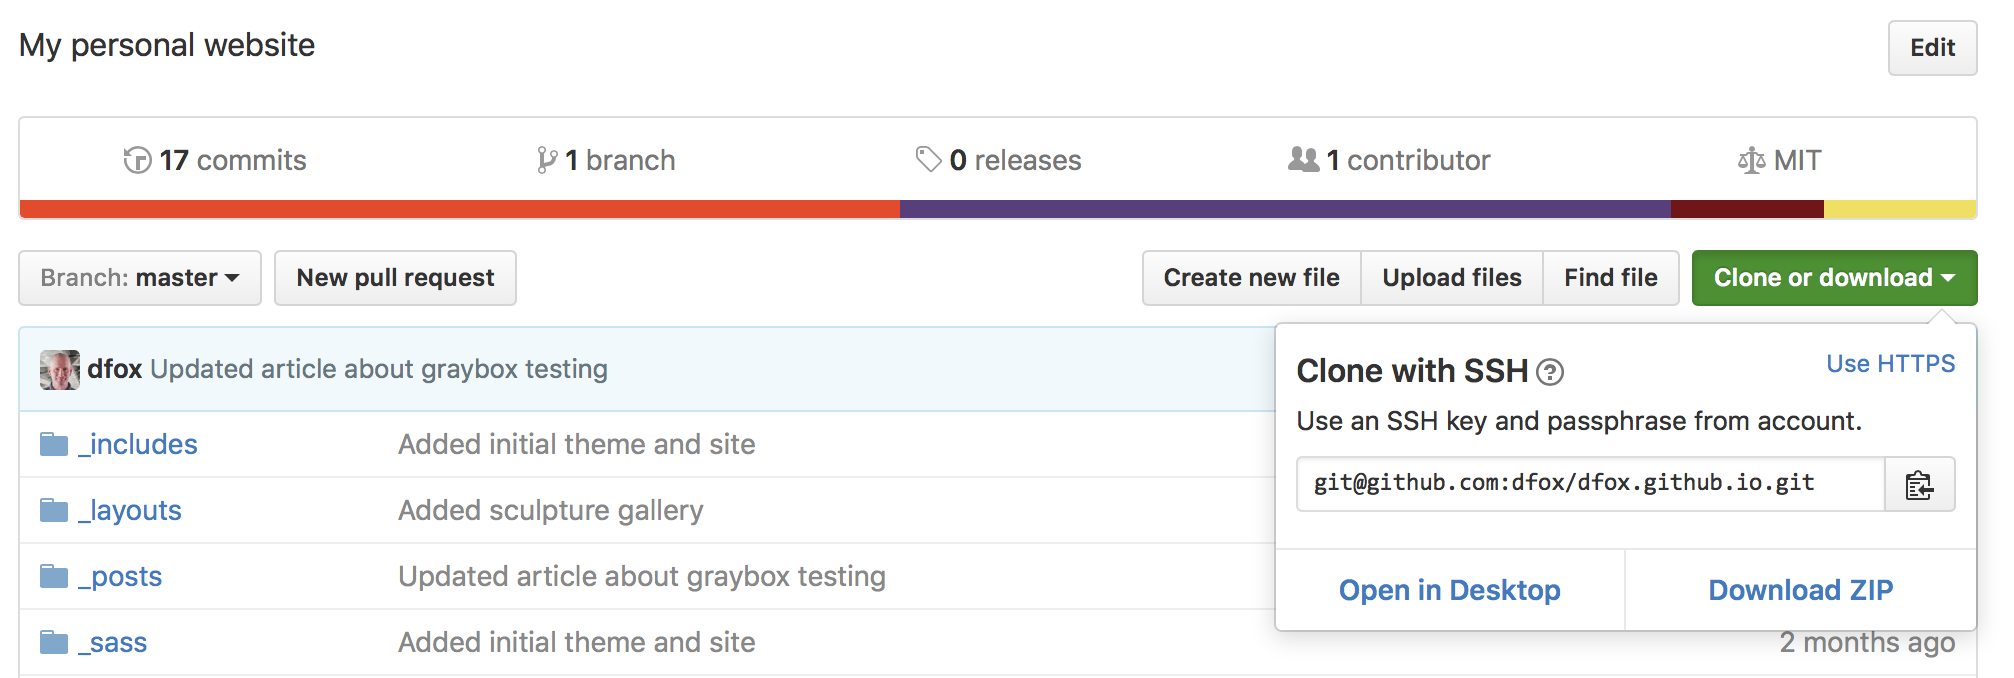 My personal website
Edit
17 commits
1 branch
0 releases
1 contributor
MIT
Branch: master
New pull request
Create new file
Upload files
Find file
Clone or download
dfox Updated article about graybox testing
Clone with SSH ?
Use HTTPS
Use an SSH key and passphrase from account.
git@github.com:dfox/dfox.github.io.git
Open in Desktop
Download ZIP
_includes Added initial theme and site
_layouts Added sculpture gallery
_posts Updated article about graybox testing
_sass Added initial theme and site 2 months ago